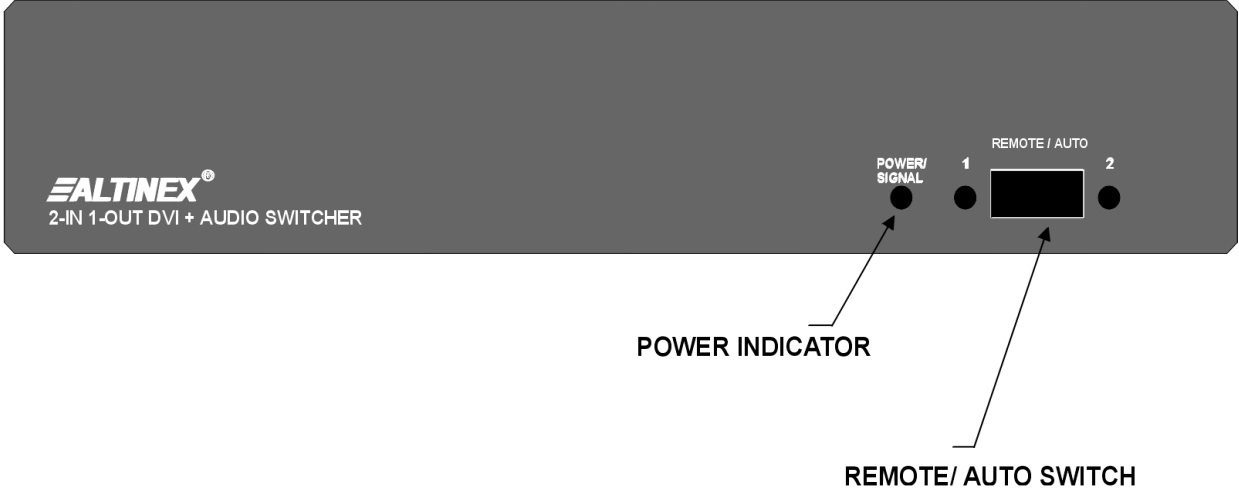 REMOTE / AUTO
POWER/
SIGNAL
1
2
ALTINEX®
2-IN 1-OUT DVI + AUDIO SWITCHER
POWER INDICATOR
REMOTE/ AUTO SWITCH